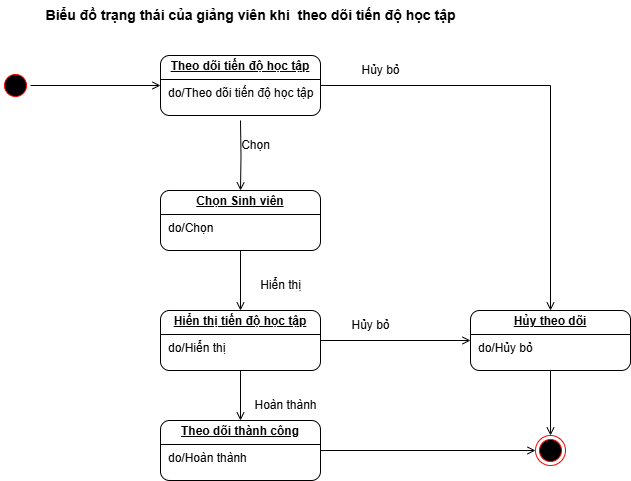 Biểu đồ trạng thái của giảng viên khi  theo dõi tiến độ học tập
Theo dõi tiến độ học tập
do/Theo dõi tiến độ học tập
Hủy bỏ
Chọn
Chọn Sinh viên
do/Chọn
Hiển thị
Hiển thị tiến độ học tập
do/Hiển thị
Hủy bỏ
Hủy theo dõi
do/Hủy bỏ
Hoàn thành
Theo dõi thành công
do/Hoàn thành